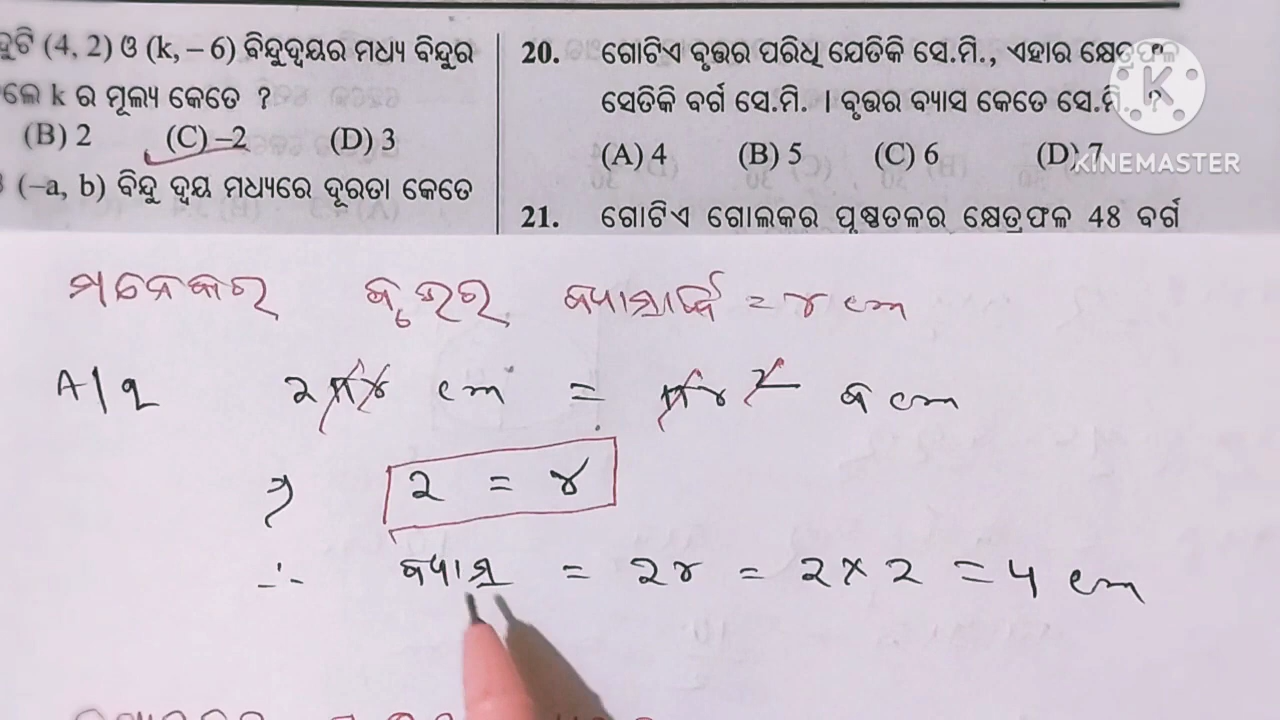 ଦୁଟି (4, 2) ଓ (k, – 6) ବିନ୍ଦୁଦ୍ୱୟର ମଧ୍ୟ ବିନ୍ଦୁର
ଲେ k ର ମୂଲ୍ୟ କେତେ ?
(B) 2 (C) –2 (D) 3
(–a, b) ବିନ୍ଦୁ ଦ୍ୱୟ ମଧ୍ୟରେ ଦୂରତା କେତେ
20. ଗୋଟିଏ ବୃତ୍ତର ପରିଧି ଯେତିକି ସେ.ମି., ଏହାର କ୍ଷେତ୍ରଫଳ
ସେତିକି ବର୍ଗ ସେ.ମି. । ବୃତ୍ତର ବ୍ୟାସ କେତେ ସେ.ମି. ?
(A) 4 (B) 5 (C) 6 (D) 7
K
KINEMASTER
21. ଗୋଟିଏ ଗୋଲକର ପୃଷ୍ଠତଳର କ୍ଷେତ୍ରଫଳ 48 ବର୍ଗ
ମନେକର ବୃତ୍ତର ବ୍ୟାସାର୍ଦ୍ଧ = r cm
A/q 2πr cm = πr² ବ cm
⇒ 2 = r
∴ ବ୍ୟାସ = 2r = 2 × 2 = 4 cm